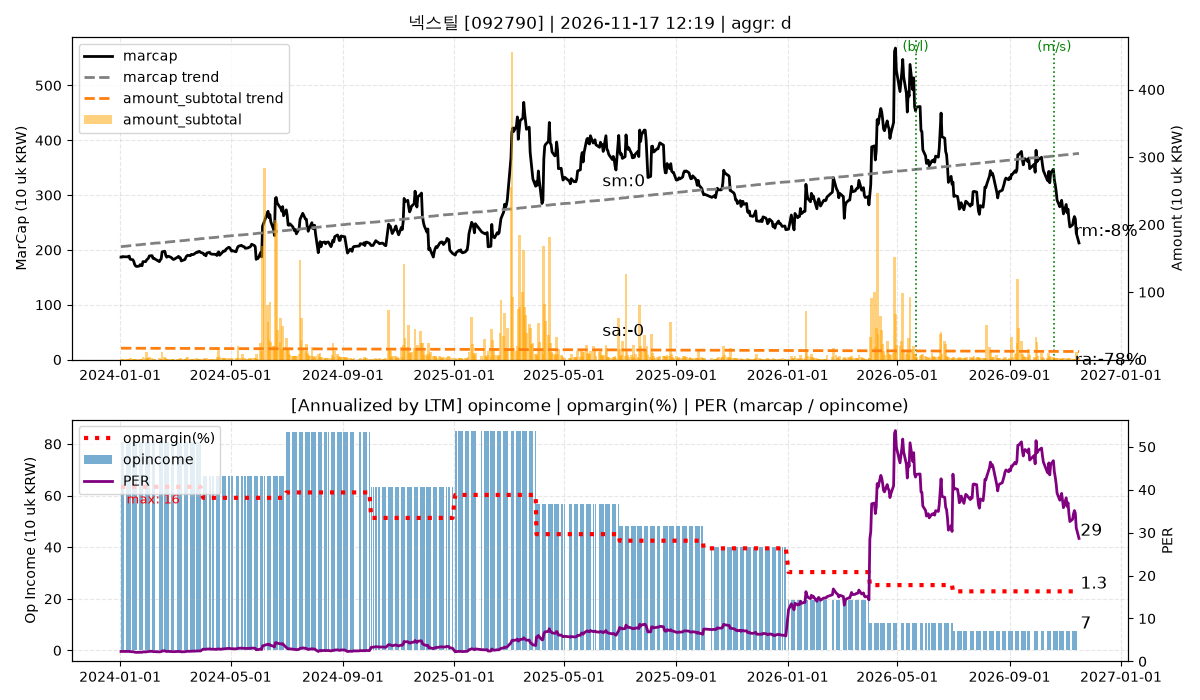 넥스틸 [092790] | 2026-11-17 12:19 | aggr: d
marcap
marcap trend
amount_subtotal trend
amount_subtotal
(b/l)
(m/s)
MarCap (10 uk KRW)
Amount (10 uk KRW)
500
400
300
200
100
0
400
300
200
100
0
sm:0
sa:-0
rm:-8%
ra:-78%
2024-01-01 2024-05-01 2024-09-01 2025-01-01 2025-05-01 2025-09-01 2026-01-01 2026-05-01 2026-09-01 2027-01-01
[Annualized by LTM] opincome | opmargin(%) | PER (marcap / opincome)
opmargin(%)
opincome
PER
max: 16
Op Income (10 uk KRW)
PER
80
60
40
20
0
50
40
30
20
10
0
29
1.3
7
2024-01-01 2024-05-01 2024-09-01 2025-01-01 2025-05-01 2025-09-01 2026-01-01 2026-05-01 2026-09-01 2027-01-01